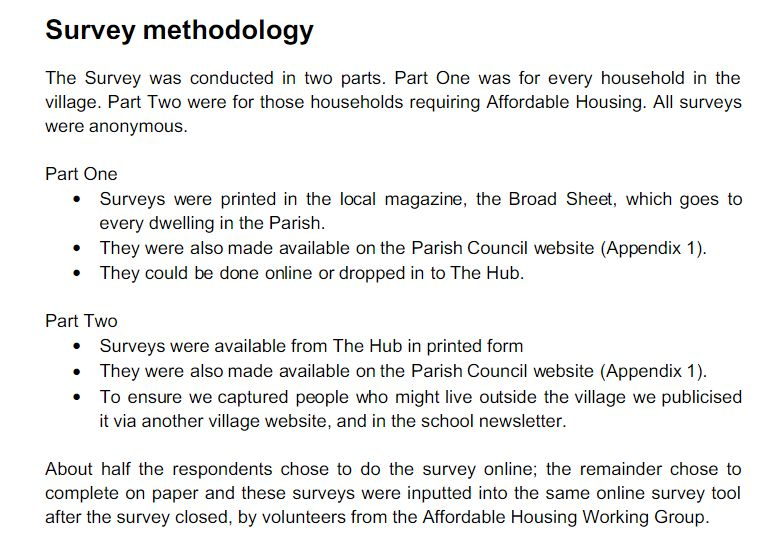 Survey methodology
The Survey was conducted in two parts. Part One was for every household in the
village. Part Two were for those households requiring Affordable Housing. All surveys
were anonymous.
Part One
• Surveys were printed in the local magazine, the Broad Sheet, which goes to
every dwelling in the Parish.
• They were also made available on the Parish Council website (Appendix 1).
• They could be done online or dropped in to The Hub.
Part Two
• Surveys were available from The Hub in printed form
• They were also made available on the Parish Council website (Appendix 1).
• To ensure we captured people who might live outside the village we publicised
it via another village website, and in the school newsletter.
About half the respondents chose to do the survey online; the remainder chose to
complete on paper and these surveys were inputted into the same online survey tool
after the survey closed, by volunteers from the Affordable Housing Working Group.